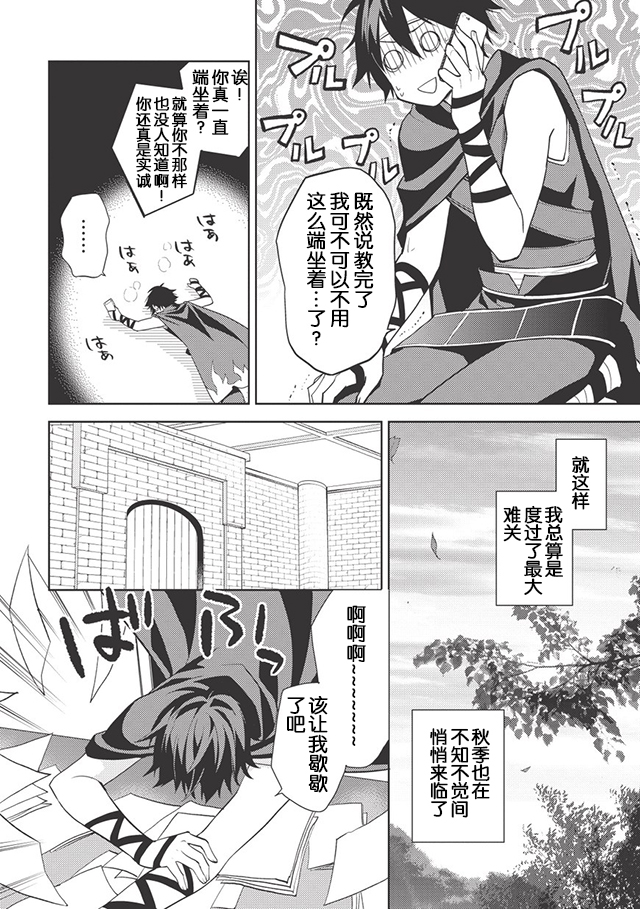 プル
プル
プル
プル
プル
既然说教完了
我可不可以不用
这么端坐着…了？
诶！
你真一直
端坐着？
就算你不那样
也没人知道啊！
你还真是实诚
……
はぁ
はぁ
はぁ
就这样
我总算是
度过了最大
难关
秋季也在
不知不觉间
悄悄来临了
ばふっ
啊啊啊~~~~~~~~
该让我歇歇
了吧